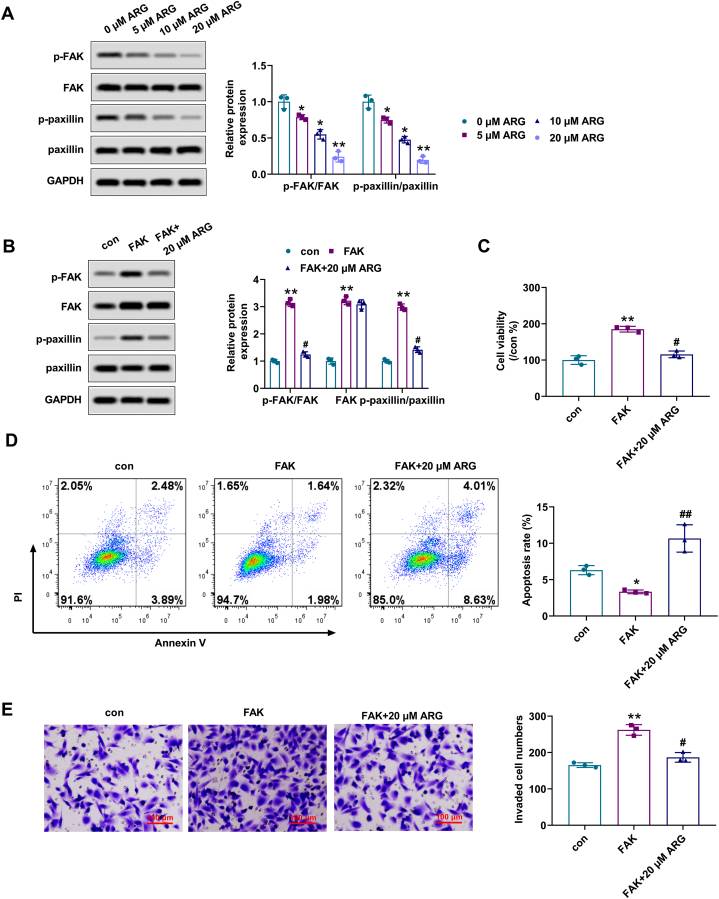 A
0 μM ARG
5 μM ARG
10 μM ARG
20 μM ARG
p-FAK
FAK
p-paxillin
paxillin
GAPDH
Relative protein
expression
1.5
1.0
0.5
0.0
*
*
**
*
*
**
p-FAK/FAK
p-paxillin/paxillin
0 μM ARG
10 μM ARG
5 μM ARG
20 μM ARG
B
con
FAK
FAK+
20 μM ARG
p-FAK
FAK
p-paxillin
paxillin
GAPDH
con
FAK
FAK+20 μM ARG
Relative protein
expression
4
3
2
1
0
**
#
**
**
#
p-FAK/FAK
FAK
p-paxillin/paxillin
C
Cell viability
(/con %)
300
200
100
0
**
#
con
FAK
FAK+20 μM ARG
D
con
FAK
FAK+20 μM ARG
2.05%
2.48%
1.65%
1.64%
2.32%
4.01%
91.6%
3.89%
94.7%
1.98%
85.0%
8.63%
PI
Annexin V
Apoptosis rate (%)
15
10
5
0
*
##
con
FAK
FAK+20 μM ARG
E
con
FAK
FAK+20 μM ARG
100 μm
100 μm
Invaded cell numbers
300
200
100
0
**
#
con
FAK
FAK+20 μM ARG